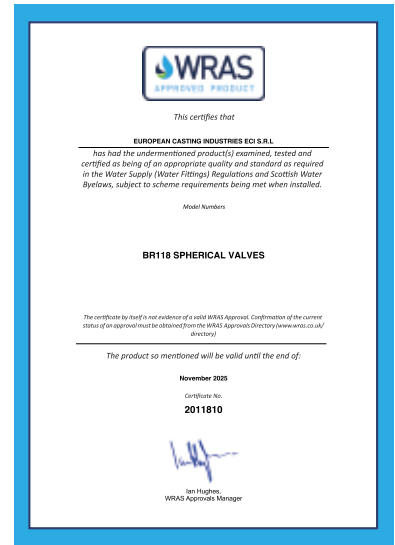 WRAS
APPROVED PRODUCT
This certifies that
EUROPEAN CASTING INDUSTRIES ECI S.R.L
has had the undermentioned product(s) examined, tested and
certified as being of an appropriate quality and standard as required
in the Water Supply (Water Fittings) Regulations and Scottish Water
Byelaws, subject to scheme requirements being met when installed.
Model Numbers
BR118 SPHERICAL VALVES
The certificate by itself is not evidence of a valid WRAS Approval. Confirmation of the current
status of an approval must be obtained from the WRAS Approvals Directory (www.wras.co.uk/
directory)
The product so mentioned will be valid until the end of:
November 2025
Certificate No.
2011810
Ian Hughes,
WRAS Approvals Manager